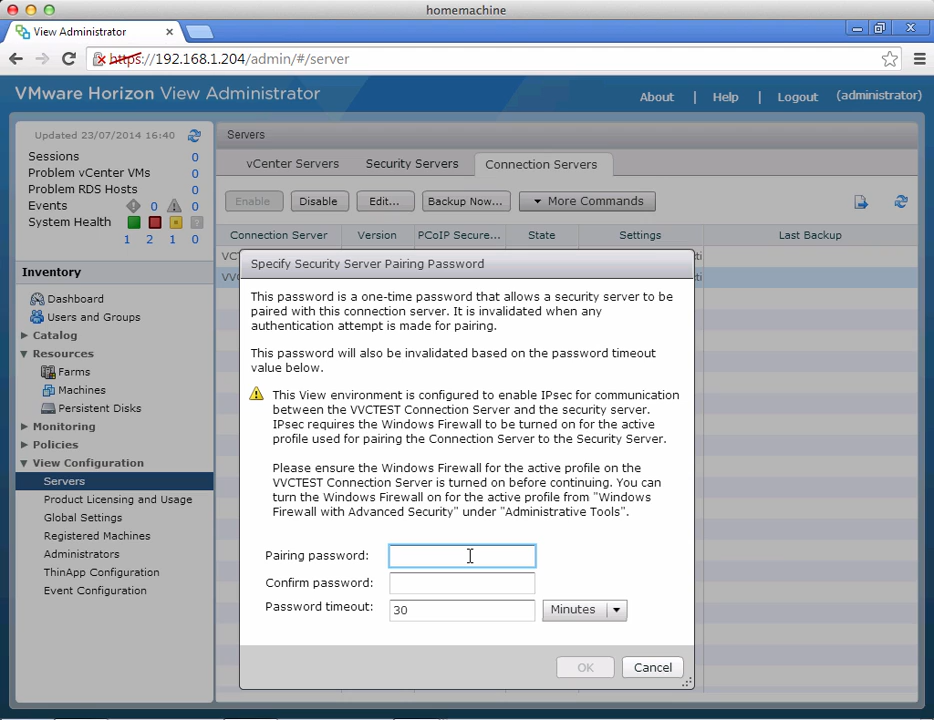 homemachine
View Administrator
https://192.168.1.204/admin/#/server
VMware Horizon View Administrator
About | Help | Logout (administrator)
Updated 23/07/2014 16:40
Sessions 0
Problem vCenter VMs 0
Problem RDS Hosts 0
Events 0 0
System Health
1 2 1 0
Inventory
Dashboard
Users and Groups
Catalog
Resources
Farms
Machines
Persistent Disks
Monitoring
Policies
View Configuration
Servers
Product Licensing and Usage
Global Settings
Registered Machines
Administrators
ThinApp Configuration
Event Configuration
Servers
vCenter Servers Security Servers Connection Servers
Enable Disable Edit... Backup Now... More Commands
Connection Server Version PCoIP Secure... State Settings Last Backup
Specify Security Server Pairing Password
This password is a one-time password that allows a security server to be
paired with this connection server. It is invalidated when any
authentication attempt is made for pairing.
This password will also be invalidated based on the password timeout
value below.
This View environment is configured to enable IPsec for communication
between the VVCTEST Connection Server and the security server.
IPsec requires the Windows Firewall to be turned on for the active
profile used for pairing the Connection Server to the Security Server.
Please ensure the Windows Firewall for the active profile on the
VVCTEST Connection Server is turned on before continuing. You can
turn the Windows Firewall on for the active profile from "Windows
Firewall with Advanced Security" under "Administrative Tools".
Pairing password:
Confirm password:
Password timeout: 30 Minutes
OK Cancel